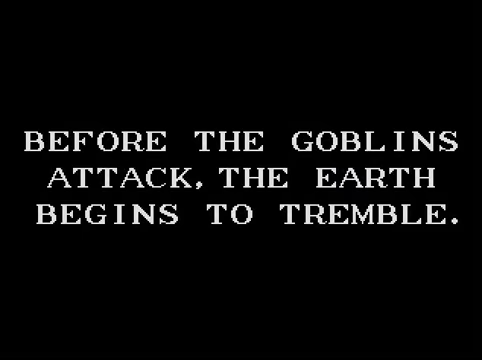 BEFORE THE GOBLINS
ATTACK, THE EARTH
BEGINS TO TREMBLE.